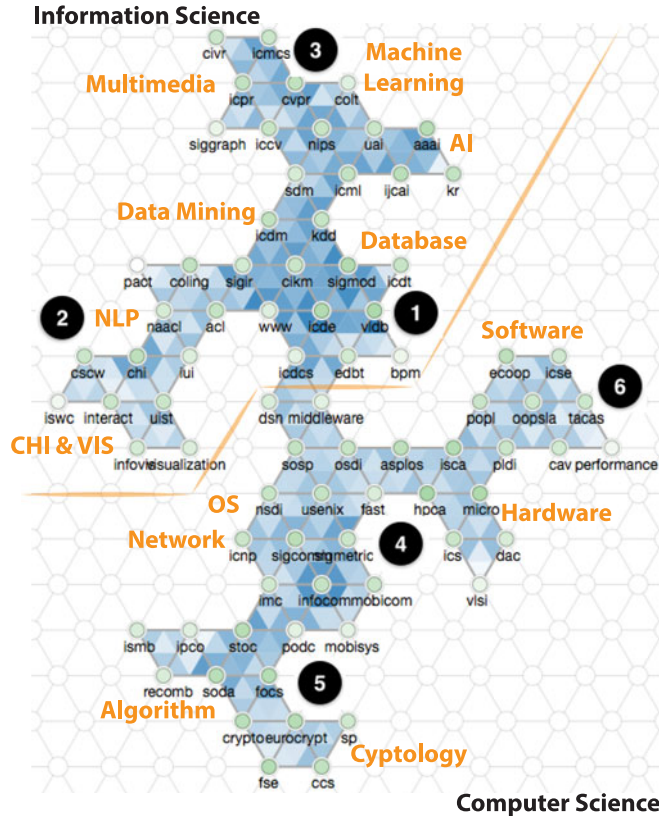 Information Science
civr icmcs 3 Machine
Multimedia Learning
icpr cvpr colt
siggraph iccv nips uai aaai AI
sdm icml ijcai kr
Data Mining
icdm kdd
Database
pact coling sigir cikm sigmod icdt
2 NLP 1
naacl acl www icde vldb
Software
cscw chi iui icdcs edbt bpm ecoop icse
6
iswc interact uist dsn middleware popl oopsla tacas
CHI & VIS
infovis visualization sosp osdi asplos isca pldi cav performance
OS nsdi usenix fast hpca micro Hardware
Network 4
icnp sigcomm sigmetric ics dac
imc infocom mobicom vlsi
ismb ipco stoc podc mobisys
5
recomb soda focs
Algorithm
crypto eurocrypt sp
Cyptology
fse ccs
Computer Science